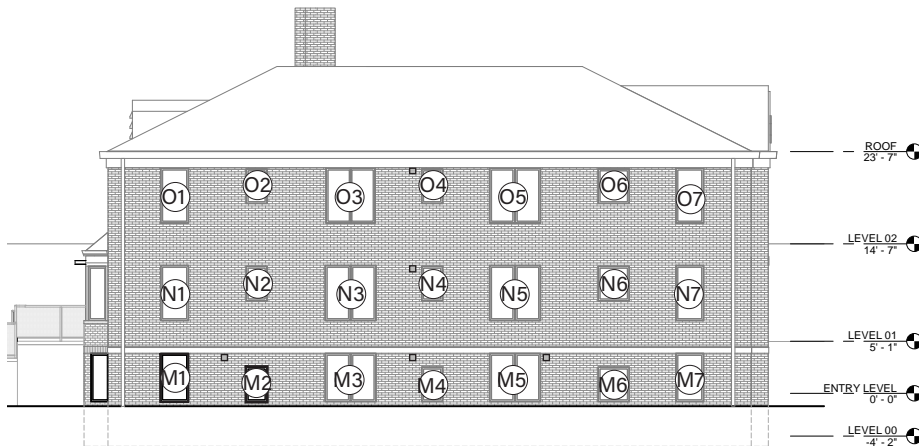 ROOF
23' - 7"
O1 O2 O3 O4 O5 O6 O7
LEVEL 02
14' - 7"
N1 N2 N3 N4 N5 N6 N7
LEVEL 01
5' - 1"
M1 M2 M3 M4 M5 M6 M7
ENTRY LEVEL
0' - 0"
LEVEL 00
-4' - 2"